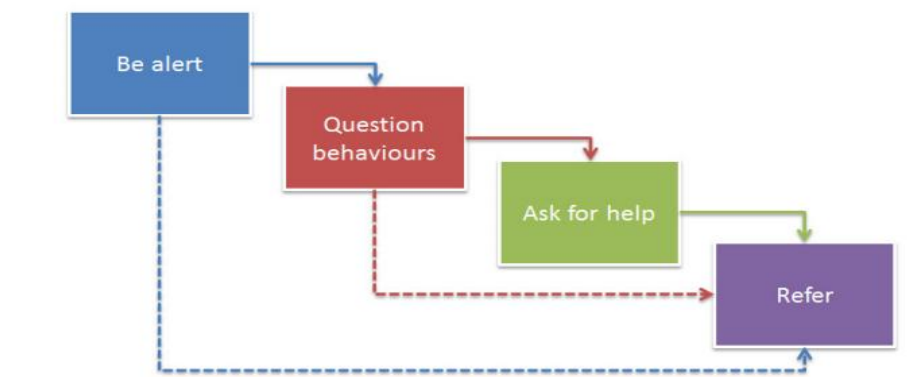 Be alert
Question
behaviours
Ask for help
Refer